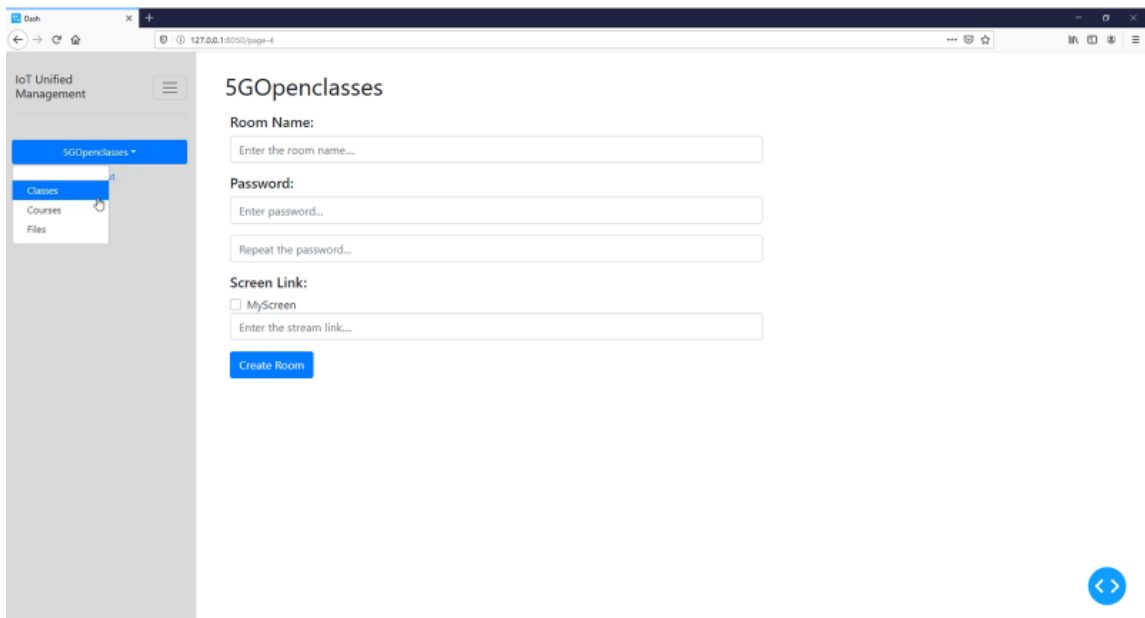 Dash
127.0.0.1:8050/page-4
IoT Unified
Management
5GOpenclasses
Classes
Courses
Files
5GOpenclasses
Room Name:
Enter the room name....
Password:
Enter password...
Repeat the password...
Screen Link:
MyScreen
Enter the stream link....
Create Room